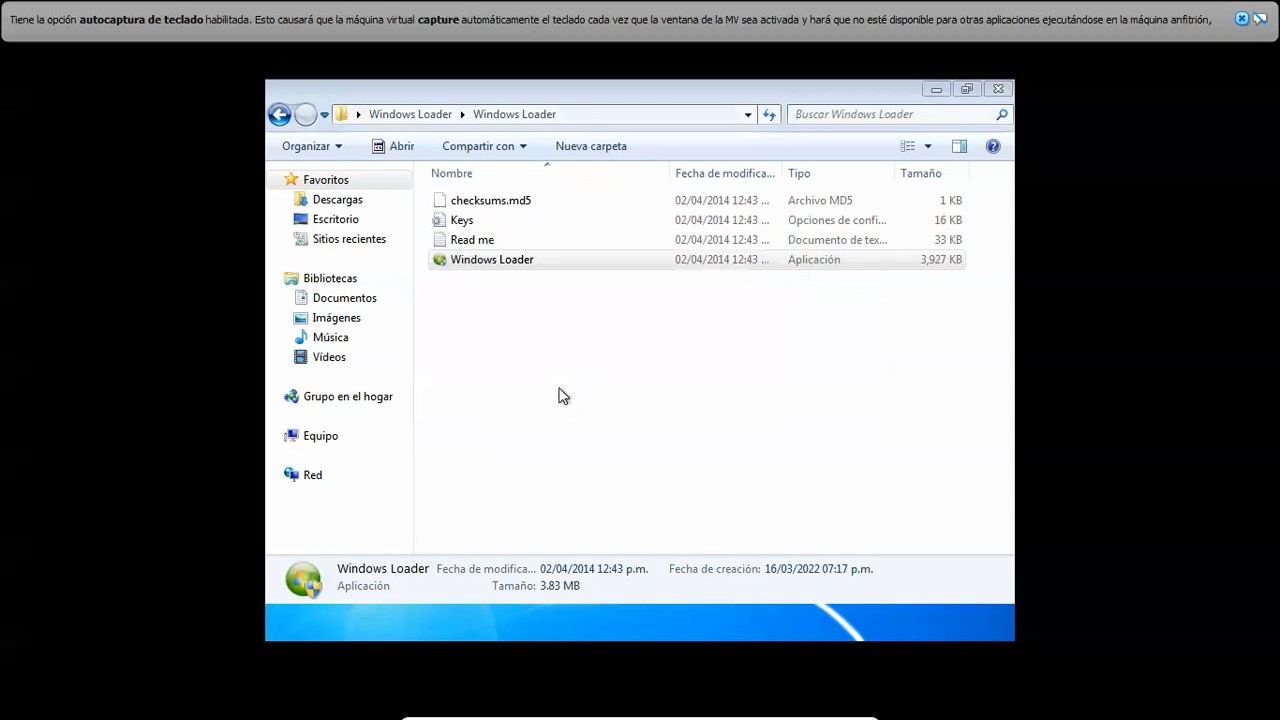 Tiene la opción autocaptura de teclado habilitada. Esto causará que la máquina virtual capture automáticamente el teclado cada vez que la ventana de la MV sea activada y hará que no esté disponible para otras aplicaciones ejecutándose en la máquina anfitrión,
Windows Loader Windows Loader Buscar Windows Loader
Organizar Abrir Compartir con Nueva carpeta
Nombre Fecha de modifica... Tipo Tamaño
Favoritos
Descargas
Escritorio
Sitios recientes
Bibliotecas
Documentos
Imágenes
Música
Vídeos
Grupo en el hogar
Equipo
Red
checksums.md5 02/04/2014 12:43 ... Archivo MD5 1 KB
Keys 02/04/2014 12:43 ... Opciones de confi... 16 KB
Read me 02/04/2014 12:43 ... Documento de tex... 33 KB
Windows Loader 02/04/2014 12:43 ... Aplicación 3,927 KB
Windows Loader Fecha de modifica... 02/04/2014 12:43 p.m. Fecha de creación: 16/03/2022 07:17 p.m.
Aplicación Tamaño: 3.83 MB